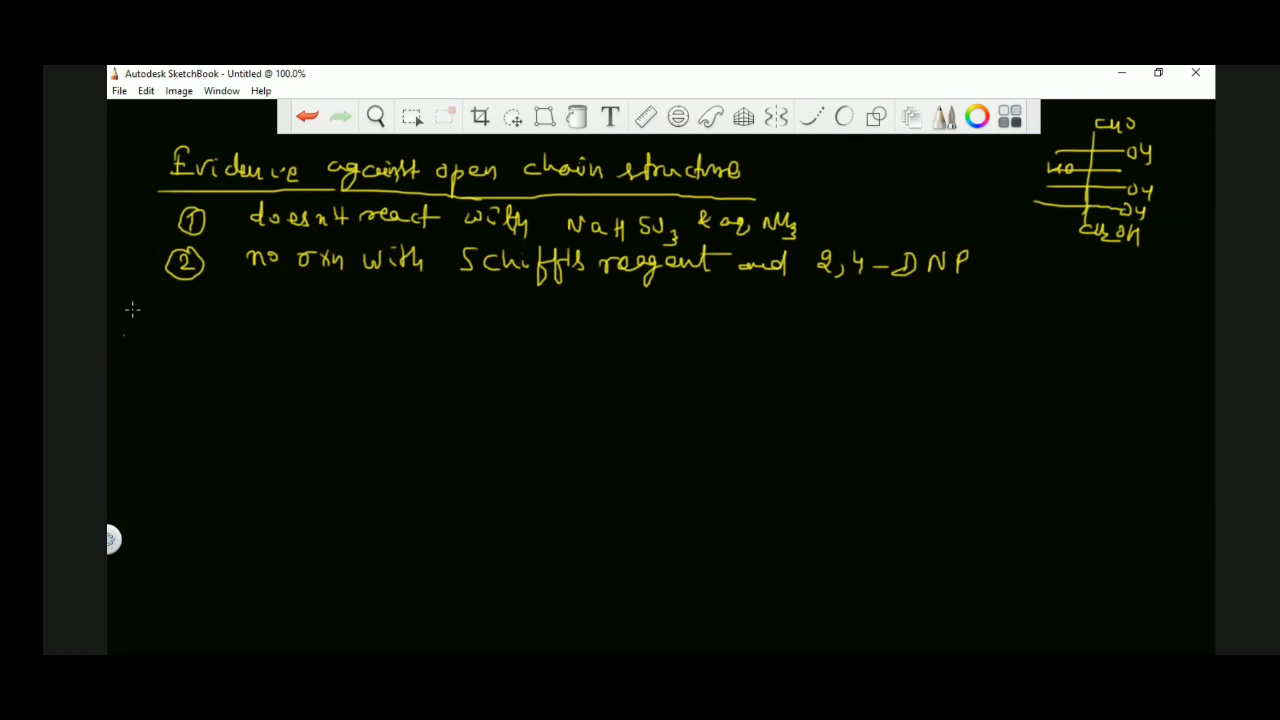 Autodesk SketchBook - Untitled @ 100.0%
File Edit Image Window Help
T
Evidence against open chain structure
① doesn't react with NaHSO3 & aq NH3
② no rxn with Schiff's reagent and 2,4-DNP
CHO
OH
HO
OH
OH
CH2OH